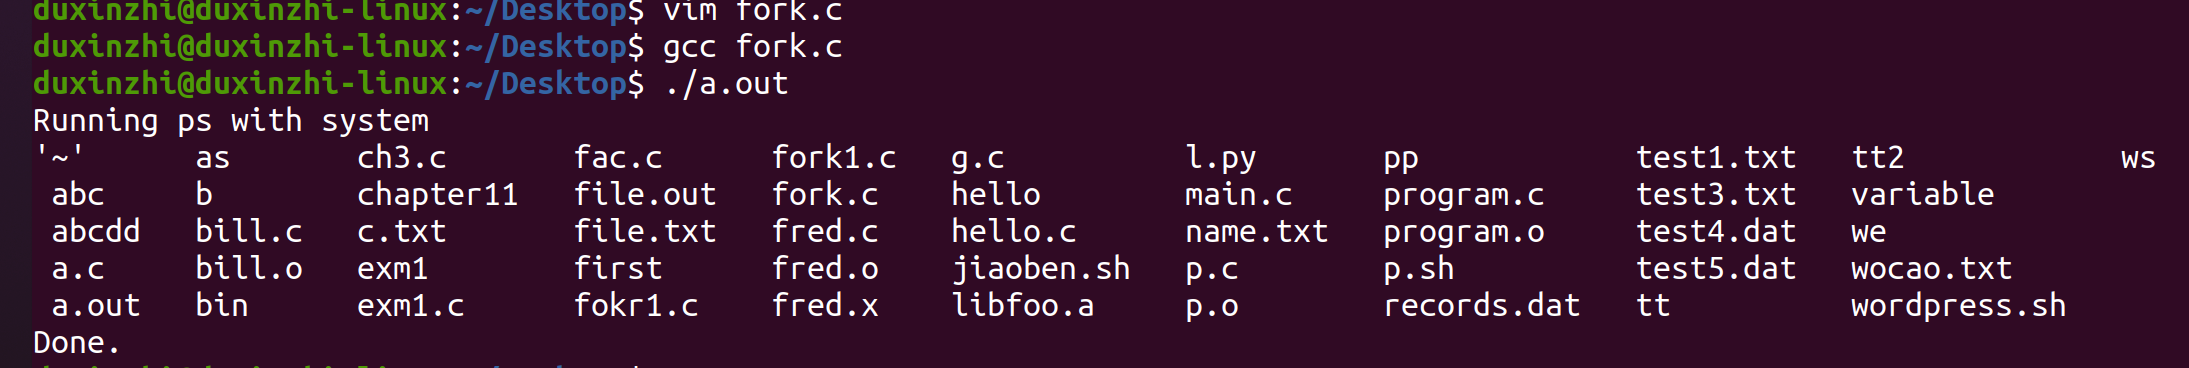 duxinzhi@duxinzhi-linux:~/Desktop$ vim fork.c
duxinzhi@duxinzhi-linux:~/Desktop$ gcc fork.c
duxinzhi@duxinzhi-linux:~/Desktop$ ./a.out
Running ps with system
'~' as ch3.c fac.c fork1.c g.c l.py pp test1.txt tt2 ws
abc b chapter11 file.out fork.c hello main.c program.c test3.txt variable
abcdd bill.c c.txt file.txt fred.c hello.c name.txt program.o test4.dat we
a.c bill.o exm1 first fred.o jiaoben.sh p.c p.sh test5.dat wocao.txt
a.out bin exm1.c fokr1.c fred.x libfoo.a p.o records.dat tt wordpress.sh
Done.